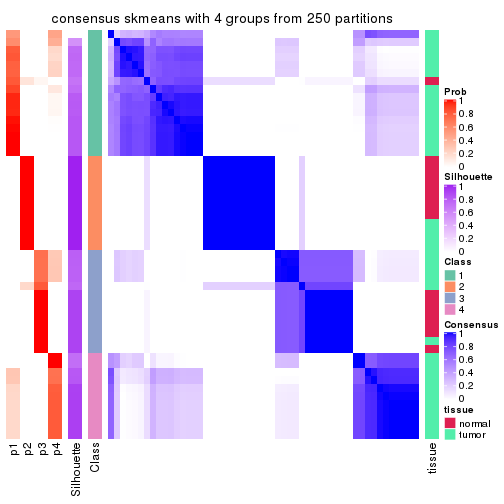 consensus skmeans with 4 groups from 250 partitions
Prob
1
0.8
0.6
0.4
0.2
0
Silhouette
1
0.8
0.6
0.4
0.2
0
Class
1
2
3
4
Consensus
1
0.8
0.6
0.4
0.2
0
tissue
normal
tumor
p1
p2
p3
p4
Silhouette
Class
tissue